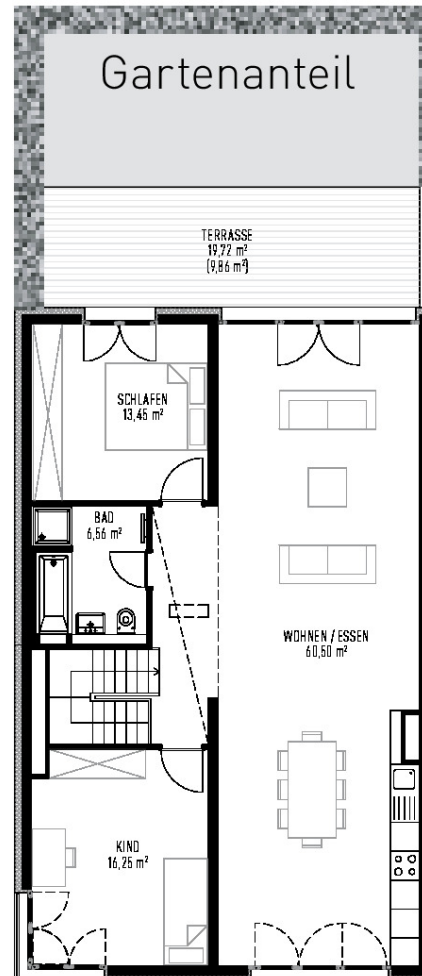 Gartenanteil
TERRASSE
19,72 m²
(9,86 m²)
SCHLAFEN
13,45 m²
BAD
6,56 m²
WOHNEN / ESSEN
60,50 m²
KIND
16,25 m²